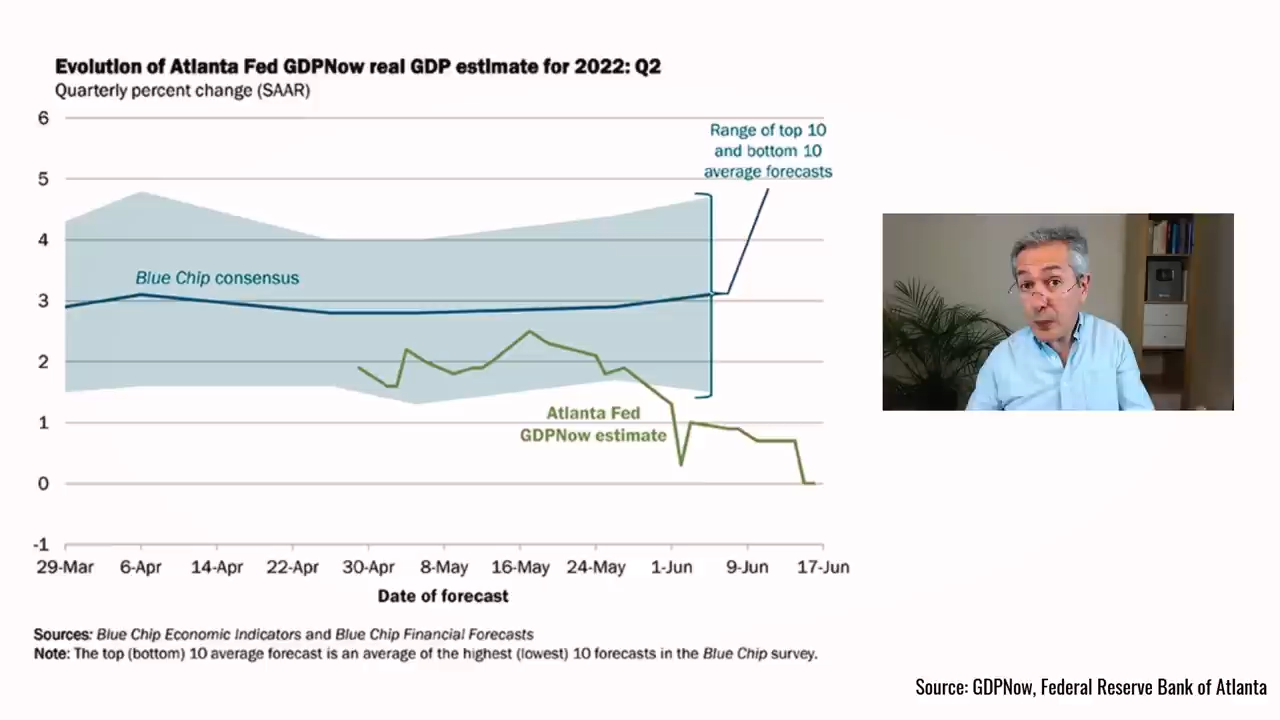 Evolution of Atlanta Fed GDPNow real GDP estimate for 2022: Q2
Quarterly percent change (SAAR)
6
5
4
3
2
1
0
-1
Range of top 10
and bottom 10
average forecasts
Blue Chip consensus
Atlanta Fed
GDPNow estimate
29-Mar 6-Apr 14-Apr 22-Apr 30-Apr 8-May 16-May 24-May 1-Jun 9-Jun 17-Jun
Date of forecast
Sources: Blue Chip Economic Indicators and Blue Chip Financial Forecasts
Note: The top (bottom) 10 average forecast is an average of the highest (lowest) 10 forecasts in the Blue Chip survey.
Source: GDPNow, Federal Reserve Bank of Atlanta